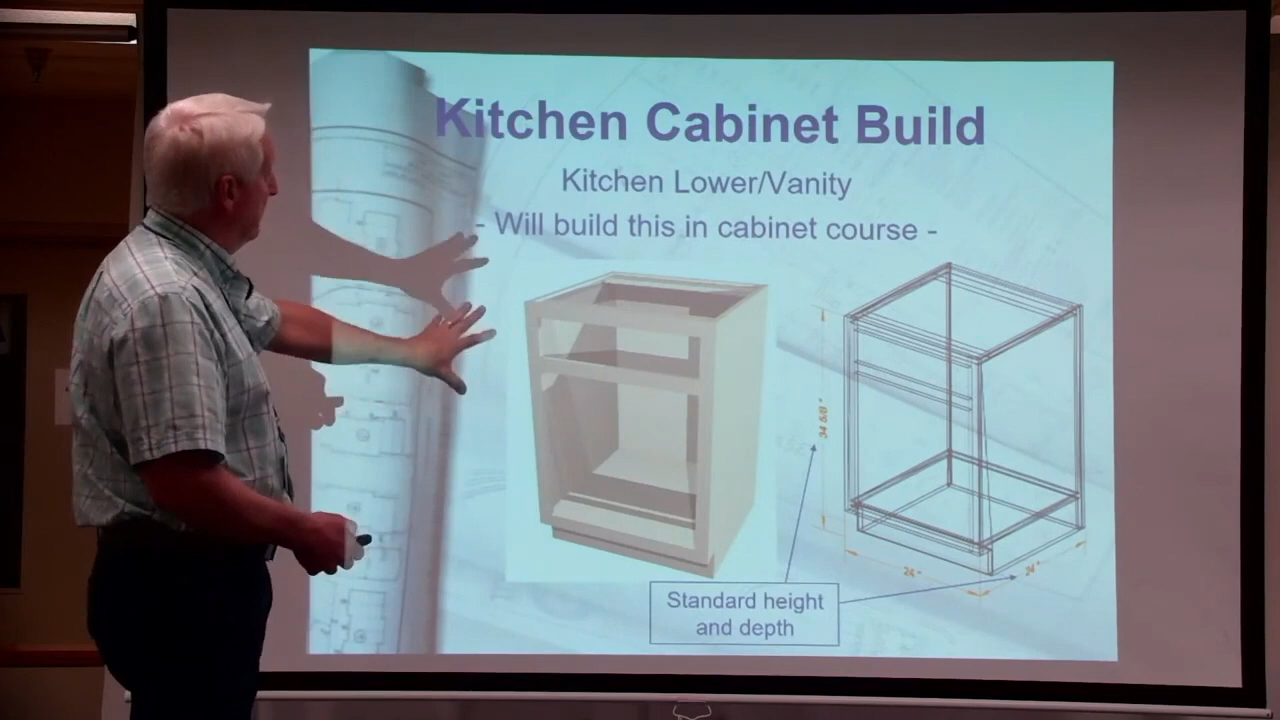 Kitchen Cabinet Build
Kitchen Lower/Vanity
- Will build this in cabinet course -
34 5/8 "
24 "
24 "
Standard height
and depth